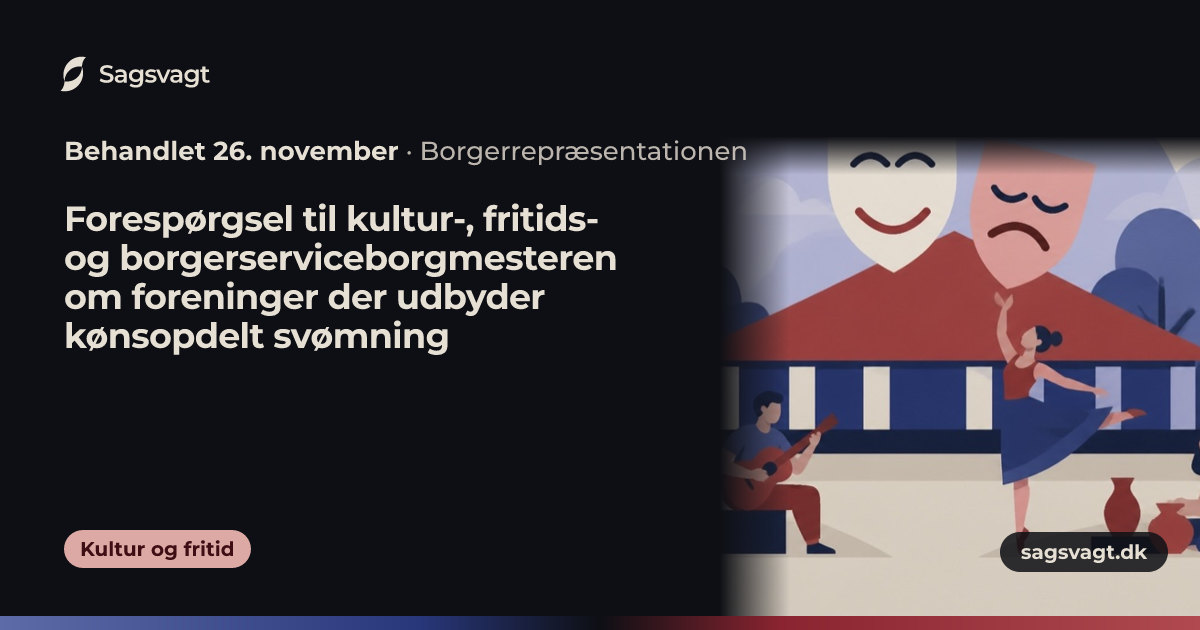 Sagsvagt
Behandlet 26. november · Borgerrepræsentationen
Forespørgsel til kultur-, fritids-
og borgerserviceborgmesteren
om foreninger der udbyder
kønsopdelt svømning
Kultur og fritid
sagsvagt.dk